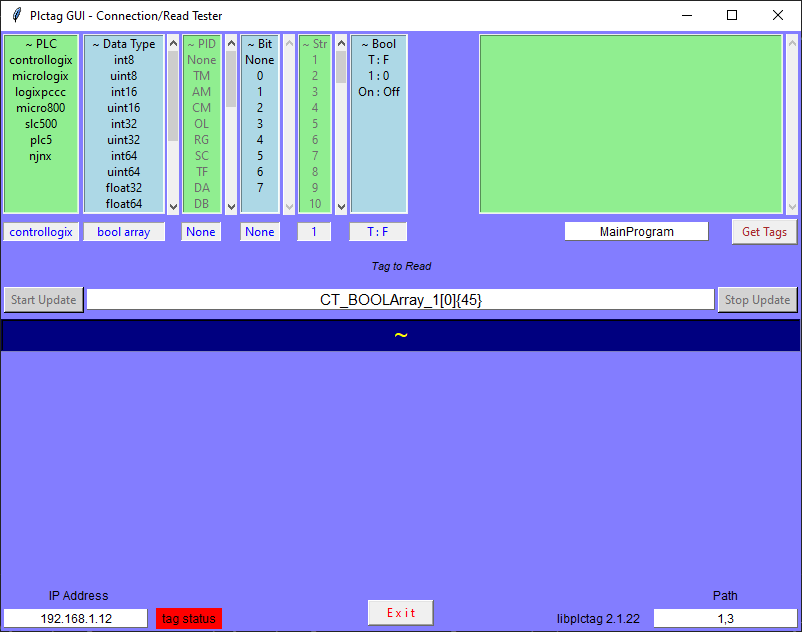 Plctag GUI - Connection/Read Tester
~ PLC ~ Data Type ~ PID ~ Bit ~ Str ~ Bool
controllogix int8 None None 1 T : F
micrologix uint8 TM 0 2 1 : 0
logixpccc int16 AM 1 3 On : Off
micro800 uint16 CM 2 4
slc500 int32 OL 3 5
plc5 uint32 RG 4 6
njnx int64 SC 5 7
uint64 TF 6 8
float32 DA 7 9
float64 DB 10
controllogix bool array None None 1 T : F MainProgram Get Tags
Tag to Read
Start Update CT_BOOLArray_1[0]{45} Stop Update
~
IP Address Path
192.168.1.12 tag status E x i t libplctag 2.1.22 1,3